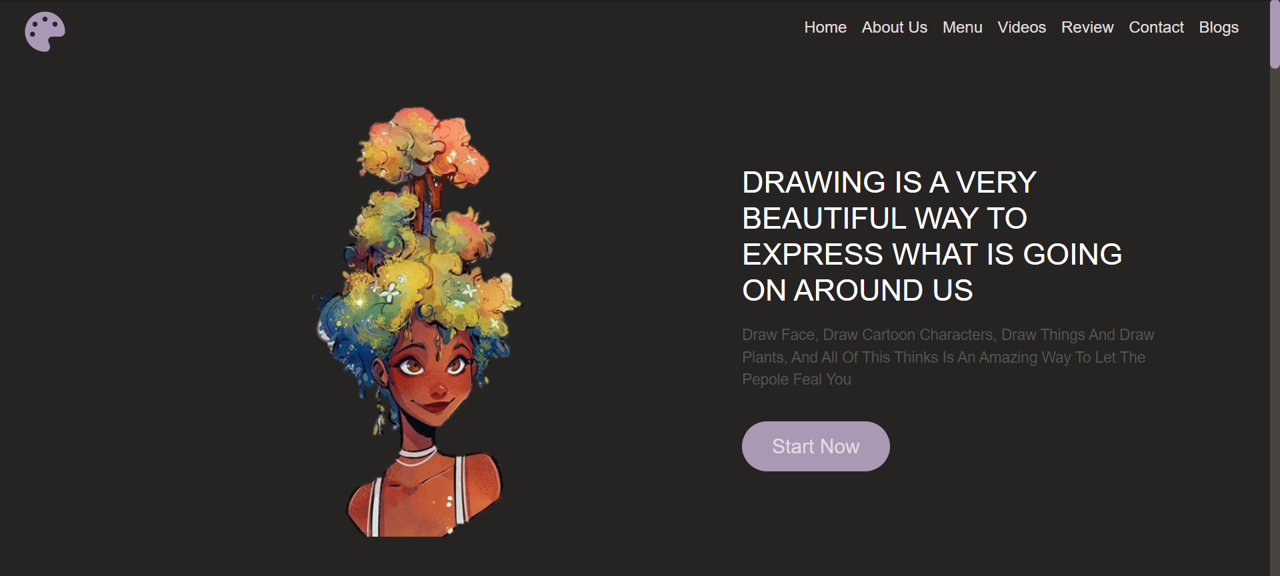 Home About Us Menu Videos Review Contact Blogs
DRAWING IS A VERY
BEAUTIFUL WAY TO
EXPRESS WHAT IS GOING
ON AROUND US
Draw Face, Draw Cartoon Characters, Draw Things And Draw
Plants, And All Of This Thinks Is An Amazing Way To Let The
Pepole Feal You
Start Now